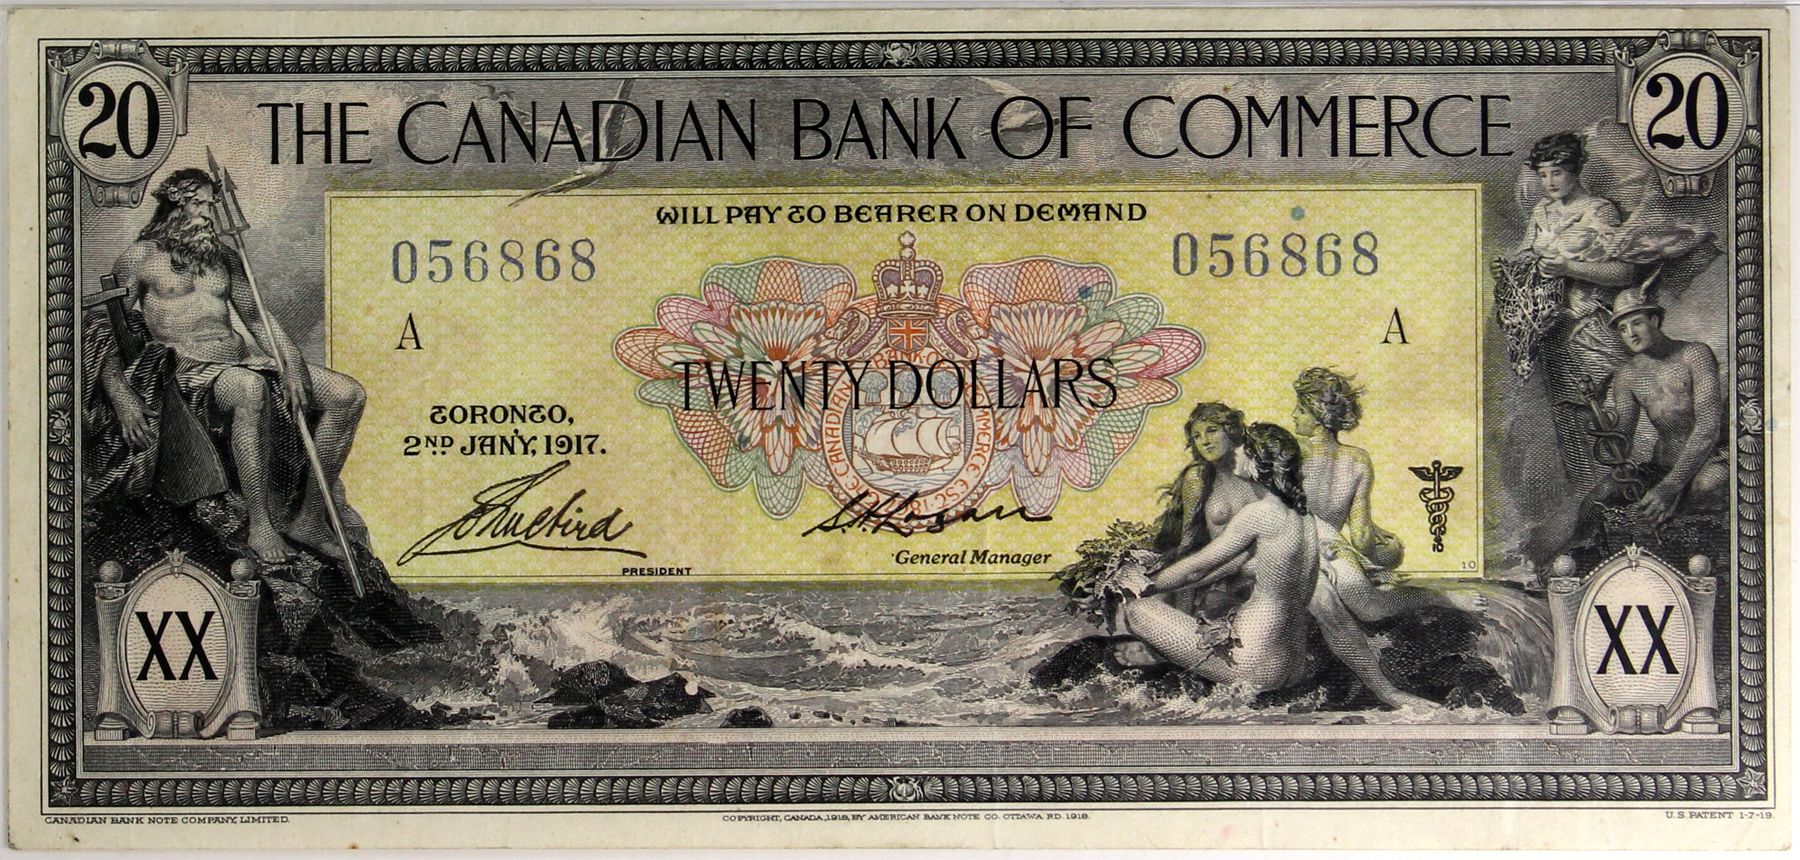 20 20
THE CANADIAN BANK OF COMMERCE
WILL PAY TO BEARER ON DEMAND
056868 056868
A A
TWENTY DOLLARS
TORONTO,
2ND JAN'Y, 1917.
PRESIDENT
General Manager
10
XX XX
CANADIAN BANK NOTE COMPANY, LIMITED.
COPYRIGHT, CANADA, 1918, BY AMERICAN BANK NOTE CO. OTTAWA RD. 1918.
U.S. PATENT 1-7-19.